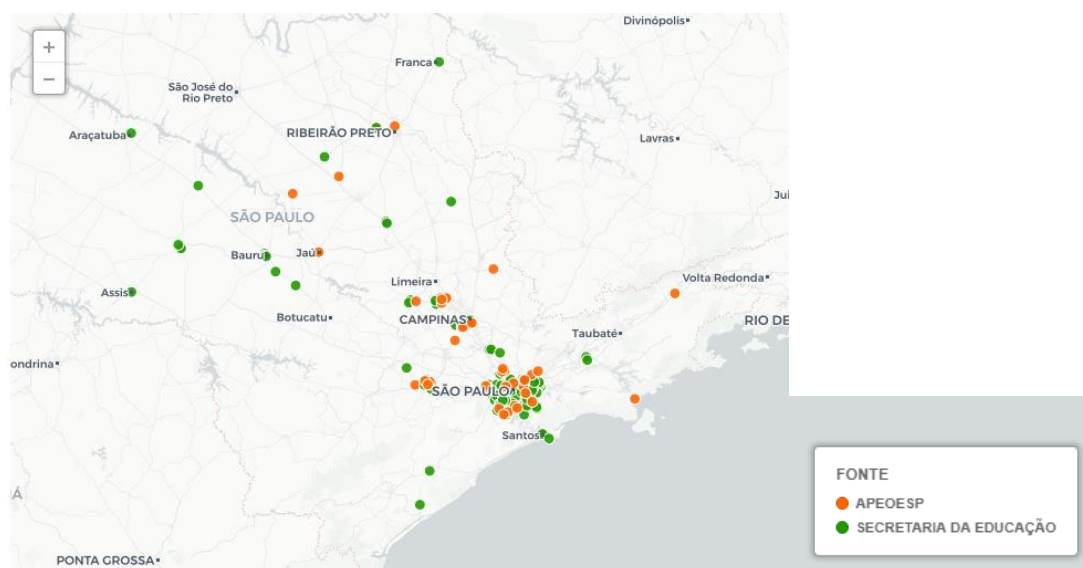 +
−
Divinópolis
Franca
São José do
Rio Preto
Araçatuba
RIBEIRÃO PRETO
Lavras
Jui
SÃO PAULO
Bauru
Jaú
Limeira
Volta Redonda
Assis
Botucatu
CAMPINAS
Taubaté
RIO DE
ondrina
SÃO PAULO
Santos
Á
PONTA GROSSA
FONTE
APEOESP
SECRETARIA DA EDUCAÇÃO